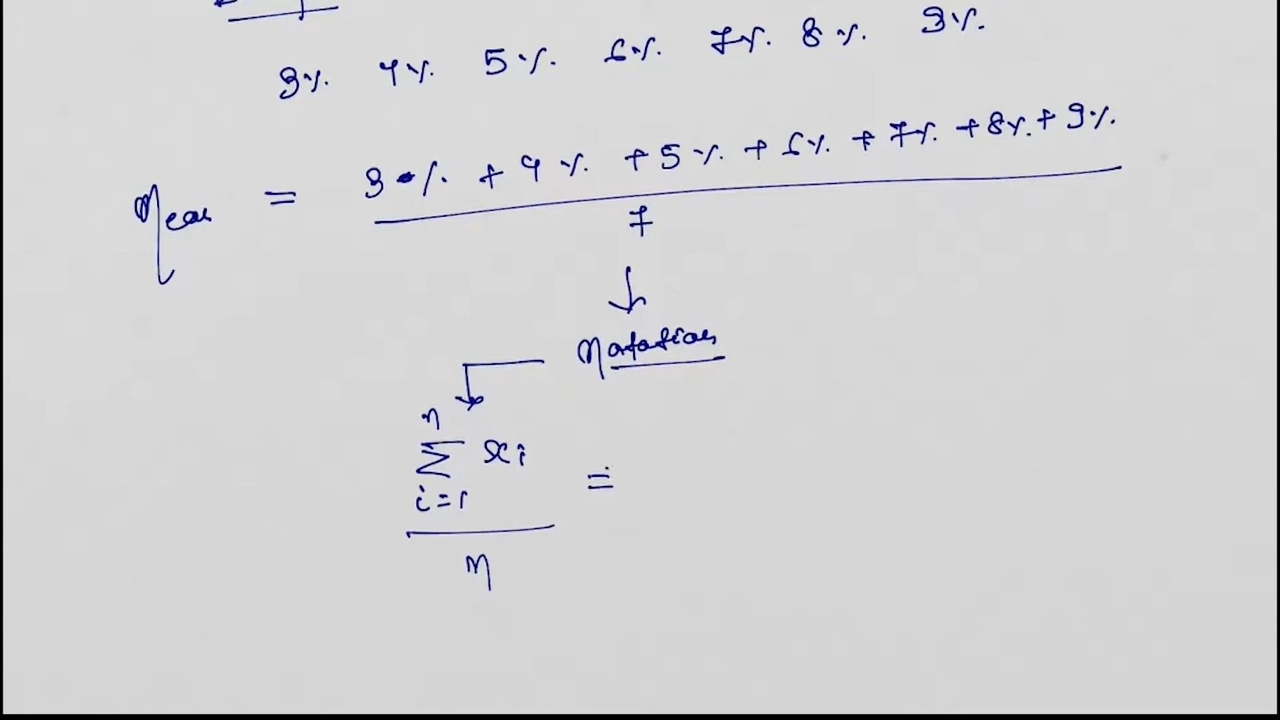 3% 4% 5% 6% 7% 8% 9%
Mean = 3% + 4% + 5% + 6% + 7% + 8% + 9%
7
↓
Notation
n
∑ xi =
i=1
n